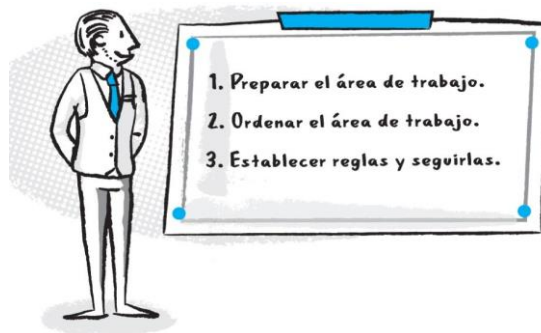 1. Preparar el área de trabajo.
2. Ordenar el área de trabajo.
3. Establecer reglas y seguirlas.